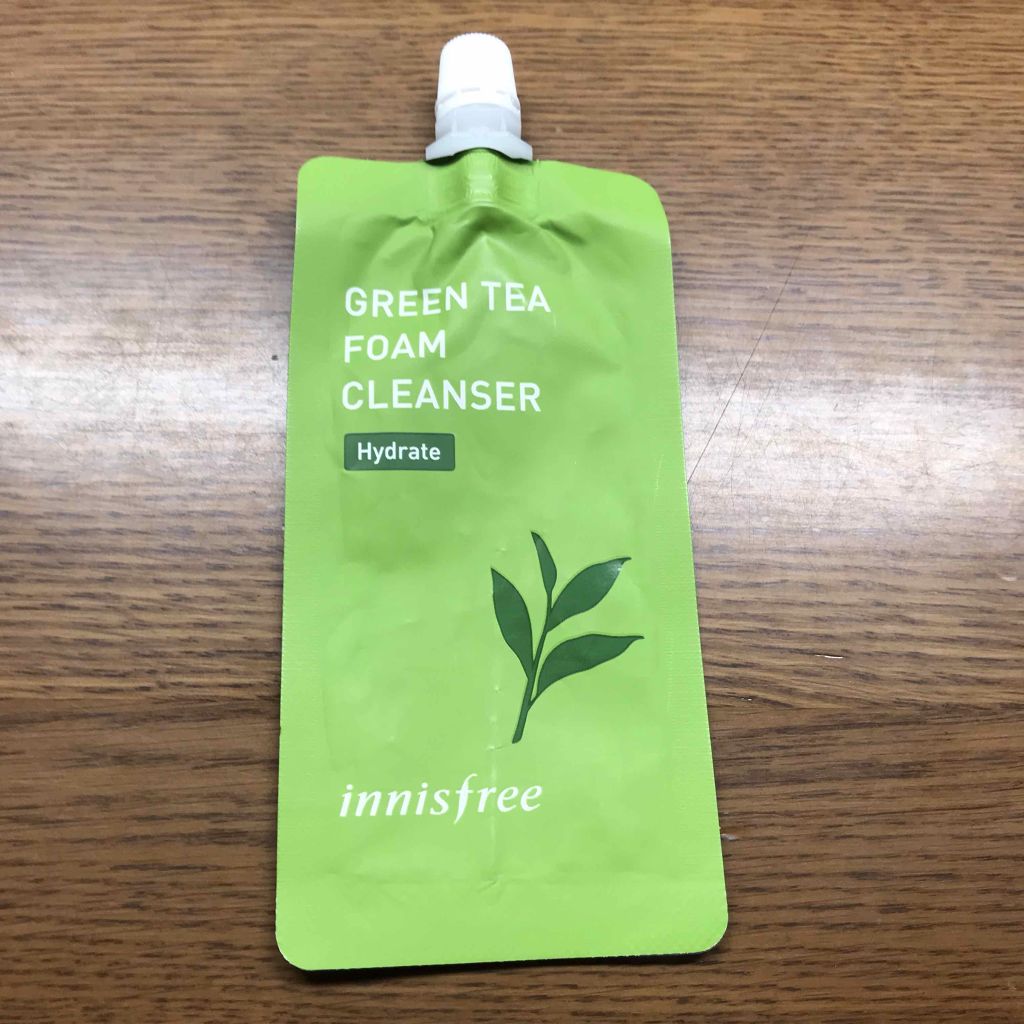 GREEN TEA
FOAM
CLEANSER
Hydrate
innisfree